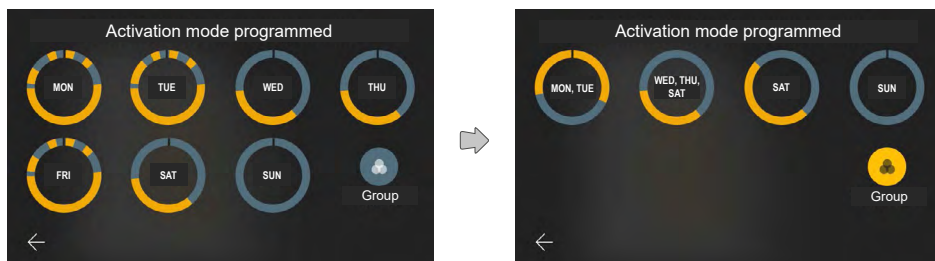 Activation mode programmed
MON
TUE
WED
THU
FRI
SAT
SUN
Group
Activation mode programmed
MON, TUE
WED, THU,
SAT
SAT
SUN
Group